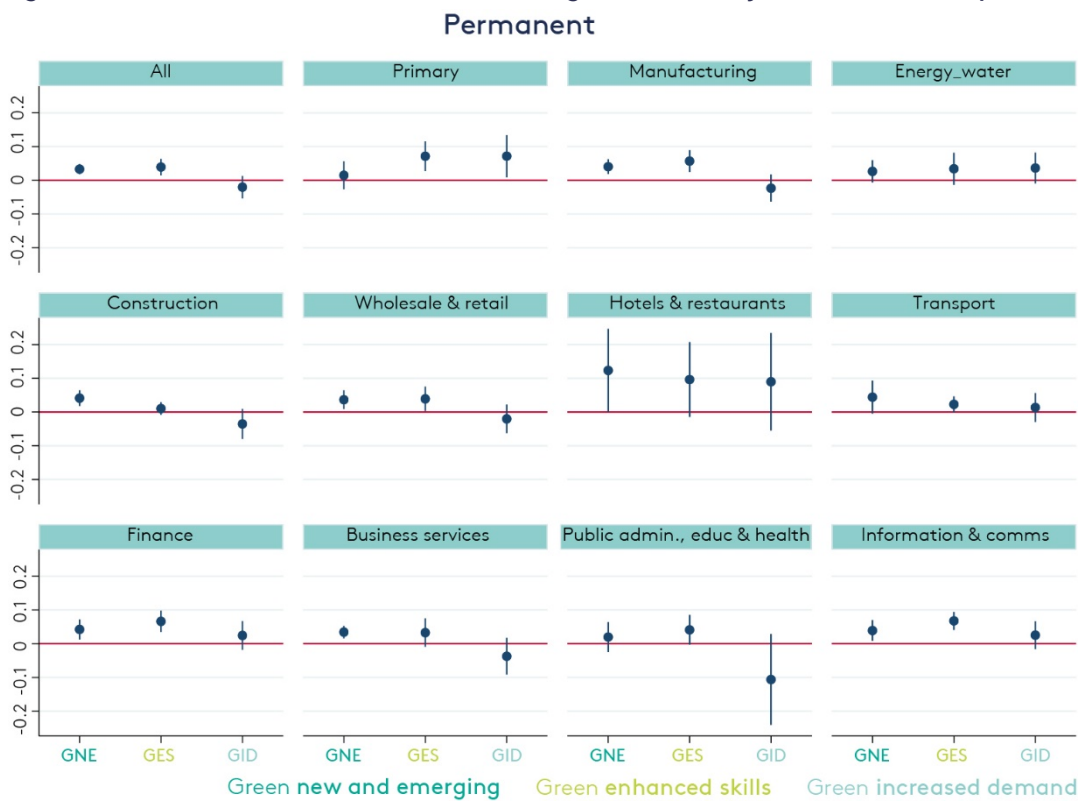 Permanent
All Primary Manufacturing Energy_water
0.2
0.1
0
-0.1
-0.2
Construction Wholesale & retail Hotels & restaurants Transport
0.2
0.1
0
-0.1
-0.2
Finance Business services Public admin., educ & health Information & comms
0.2
0.1
0
-0.1
-0.2
GNE GES GID GNE GES GID GNE GES GID GNE GES GID
Green new and emerging Green enhanced skills Green increased demand